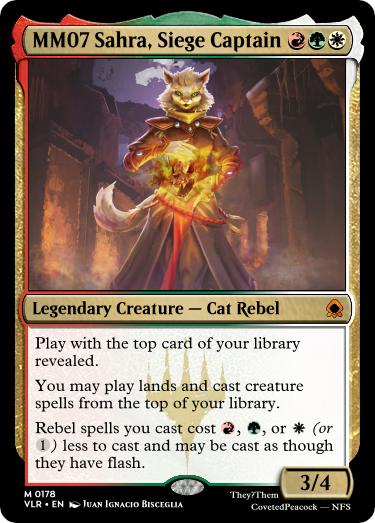 MM07 Sahra, Siege Captain
Legendary Creature — Cat Rebel
Play with the top card of your library
revealed.
You may play lands and cast creature
spells from the top of your library.
Rebel spells you cast cost , , or (or
1) less to cast and may be cast as though
they have flash.
3/4
M 0178
They?Them
VLR • EN Juan Ignacio Bisceglia
CovetedPeacock — NFS